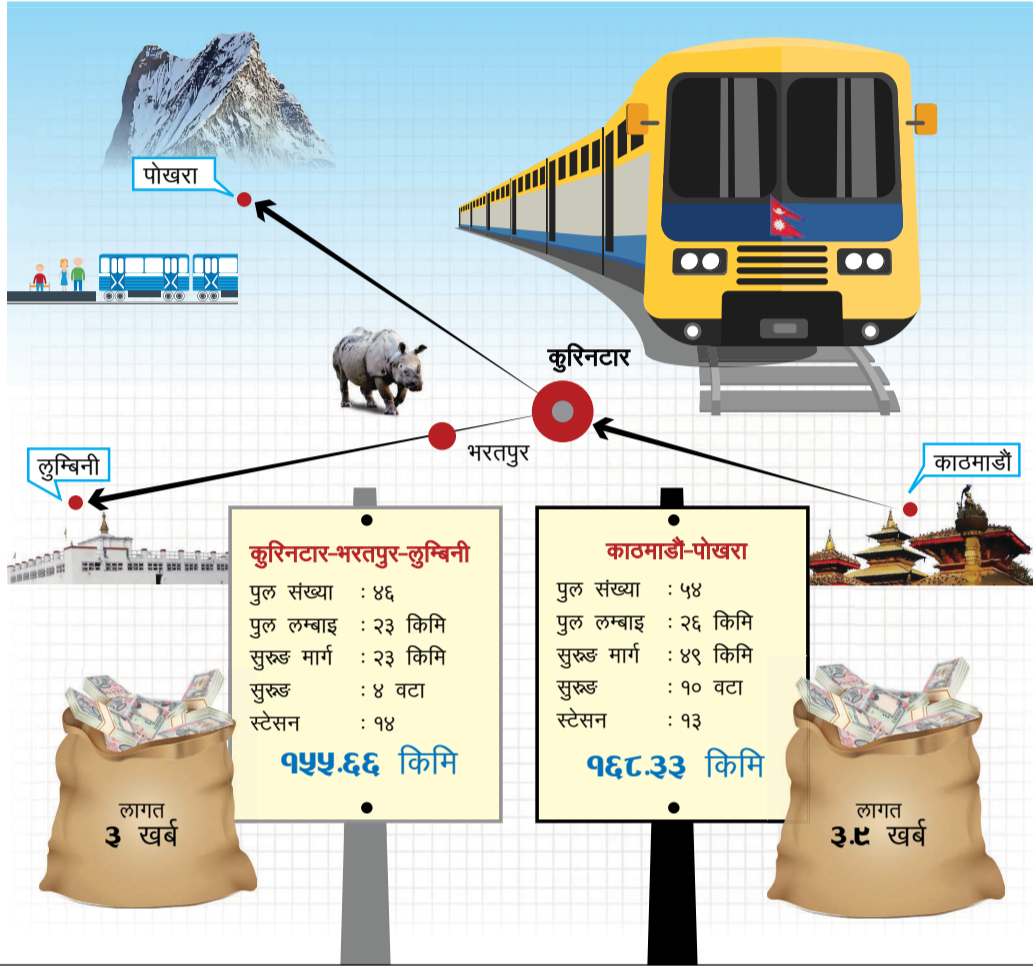 पोखरा
कुरिनटार
भरतपुर
लुम्बिनी
काठमाडौं
कुरिनटार-भरतपुर-लुम्बिनी
पुल संख्या : ४६
पुल लम्बाइ : २३ किमि
सुरुङ मार्ग : २३ किमि
सुरुङ : ४ वटा
स्टेसन : १४
१५५.६६ किमि
काठमाडौं-पोखरा
पुल संख्या : ५४
पुल लम्बाइ : २६ किमि
सुरुङ मार्ग : ४९ किमि
सुरुङ : १० वटा
स्टेसन : १३
१६८.३३ किमि
लागत
३ खर्ब
लागत
३.९ खर्ब